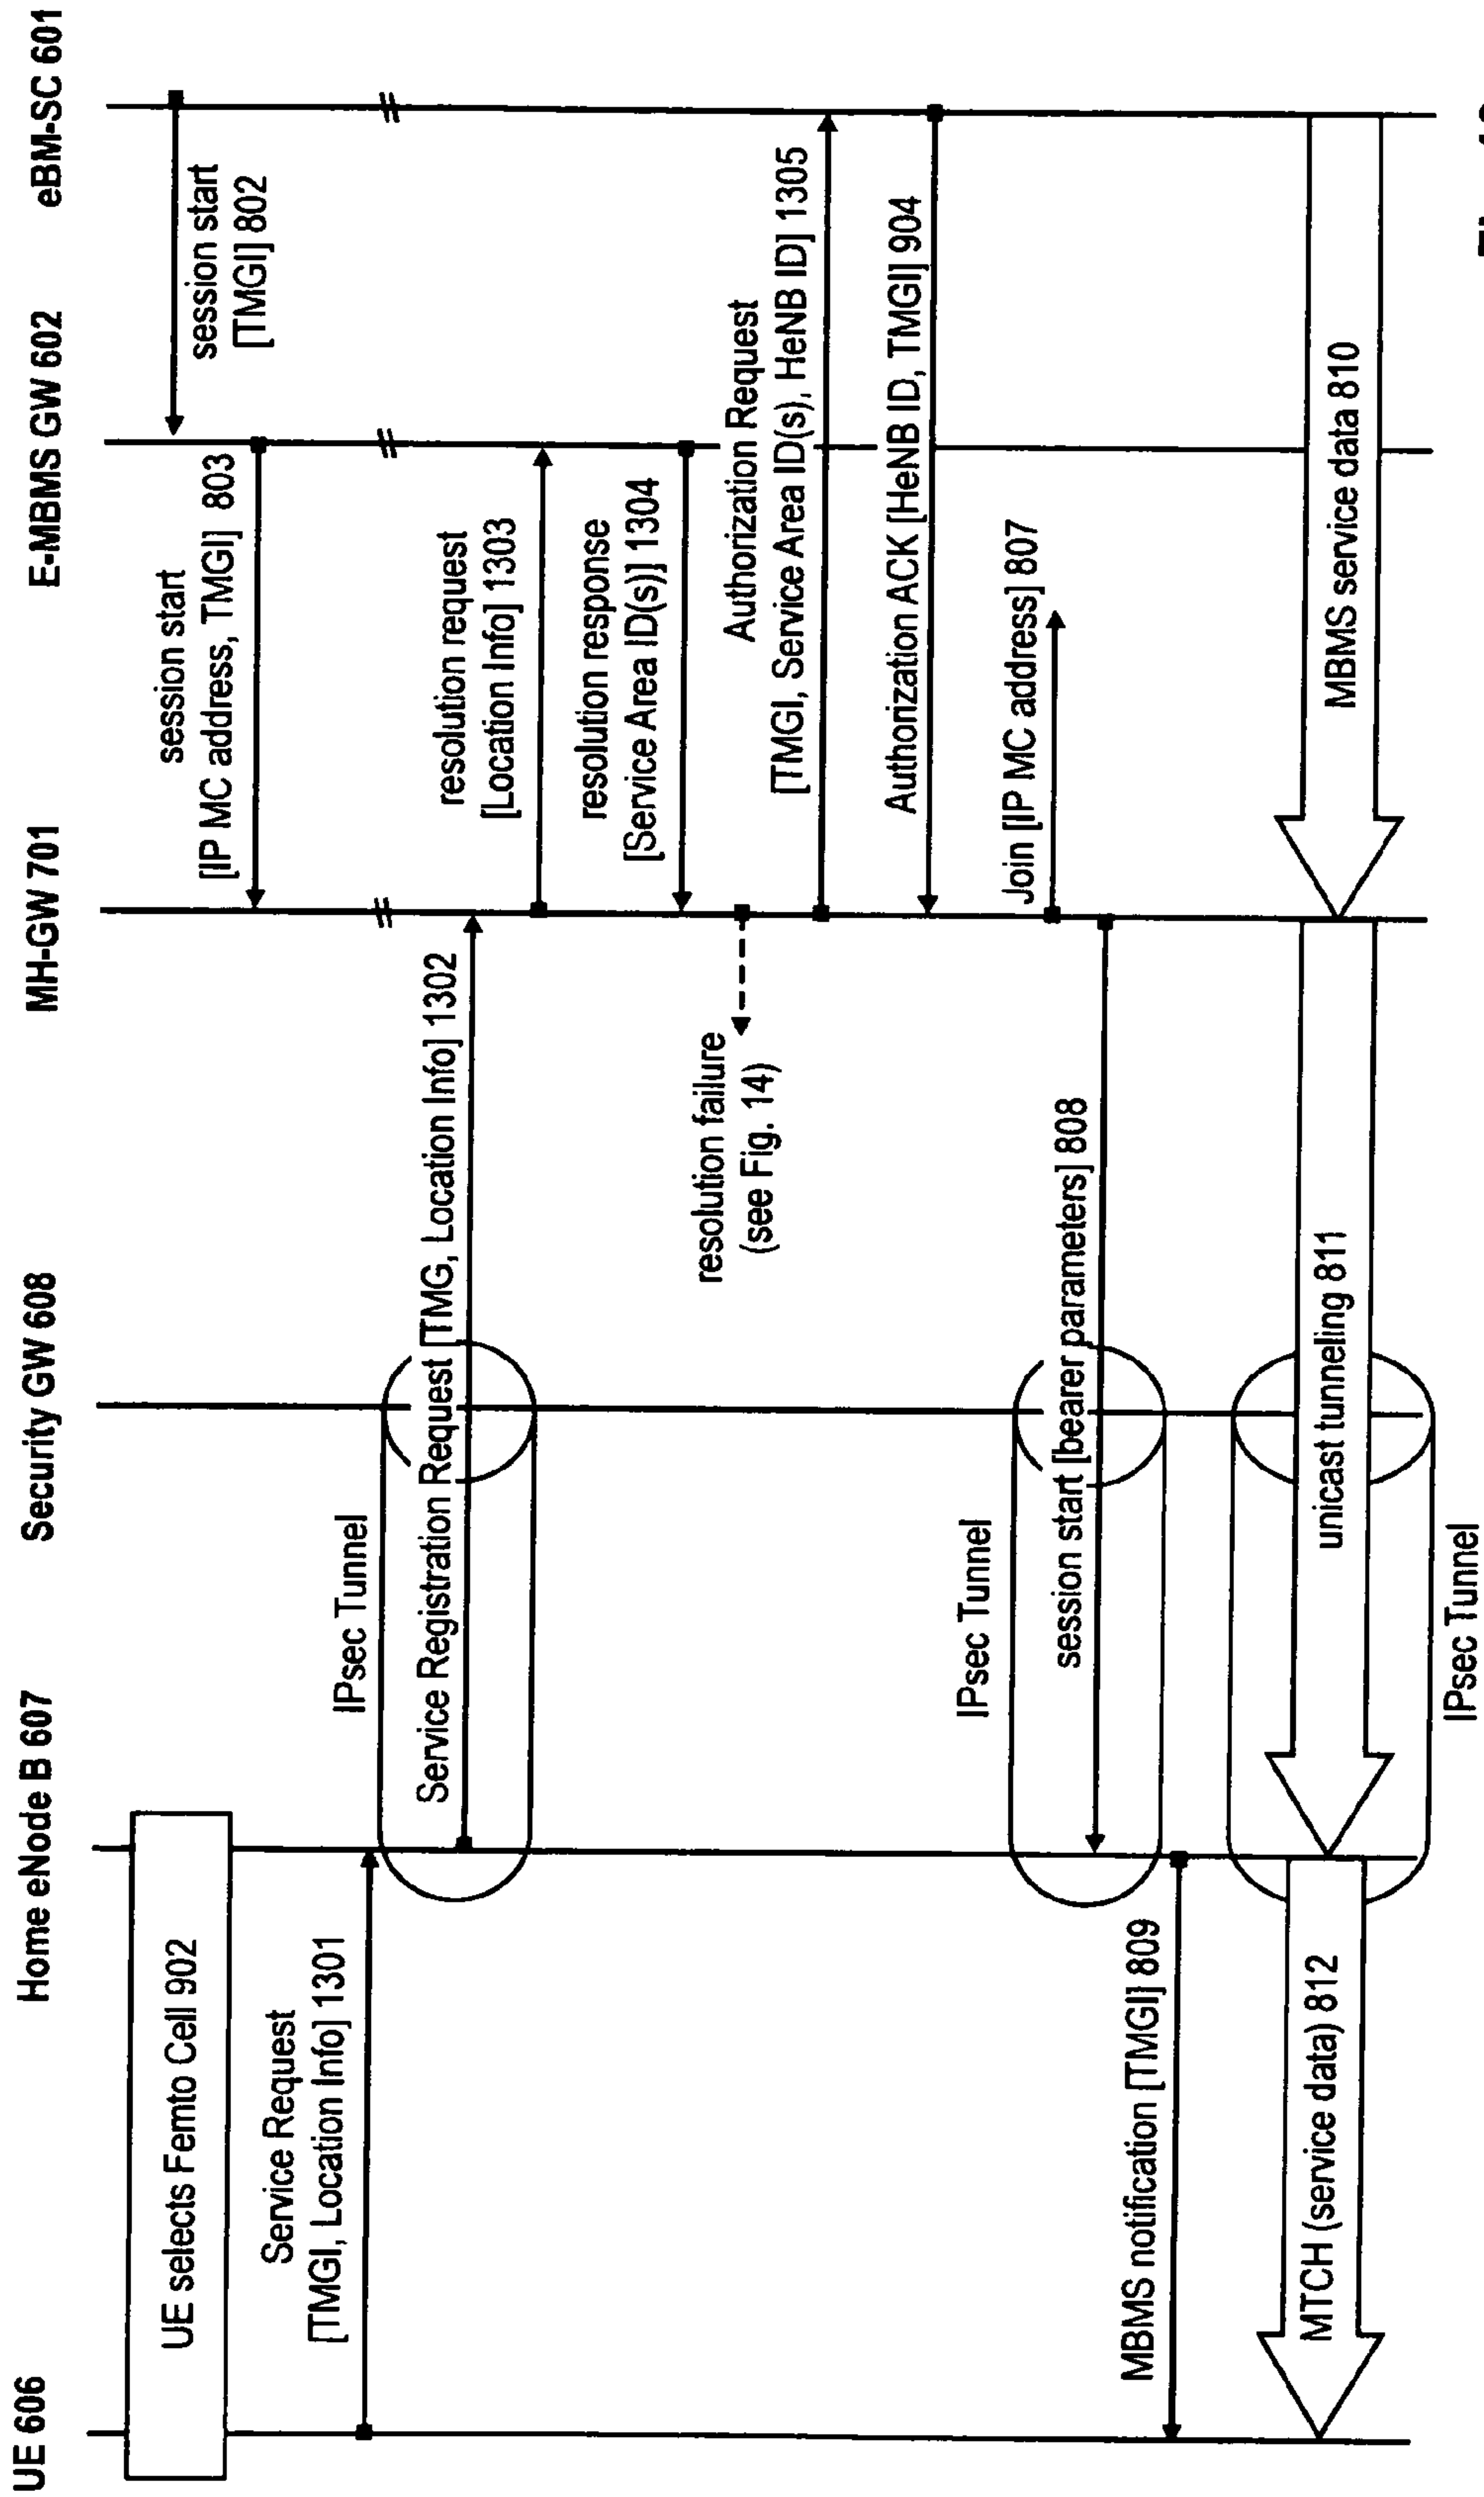 UE 606
Home eNode B 607
Security GW 608
MH-GW 701
E-MBMS GW 602
eBM-SC 601
session start
[TMGI] 802
session start
[IP MC address, TMGI] 803
UE selects Femto Cell 902
Service Request
[TMGI, Location Info] 1301
IPsec Tunnel
Service Registration Request [TMG, Location Info] 1302
resolution request
[Location Info] 1303
resolution response
[Service Area ID(s)] 1304
resolution failure
(see Fig. 14)
Authorization Request
[TMGI, Service Area ID(s), HeNB ID] 1305
Authorization ACK [HeNB ID, TMGI] 904
Join [IP MC address] 807
IPsec Tunnel
session start [bearer parameters] 808
MBMS notification [TMGI] 809
MBMS service data 810
unicast tunneling 811
MTCH (service data) 812
IPsec Tunnel